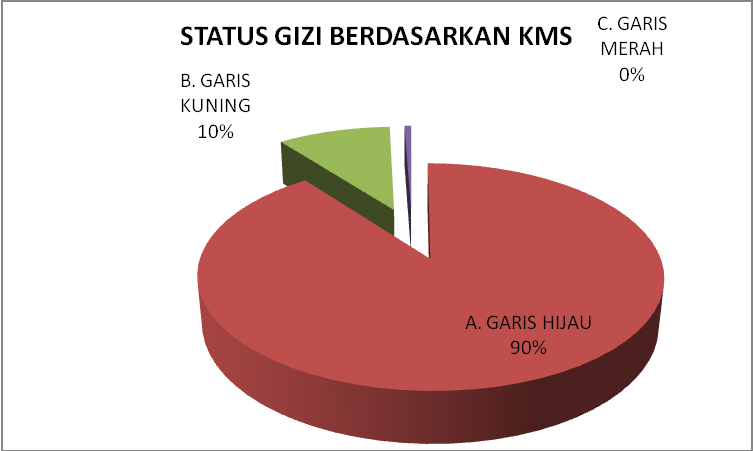 STATUS GIZI BERDASARKAN KMS
C. GARIS
MERAH
0%
B. GARIS
KUNING
10%
A. GARIS HIJAU
90%